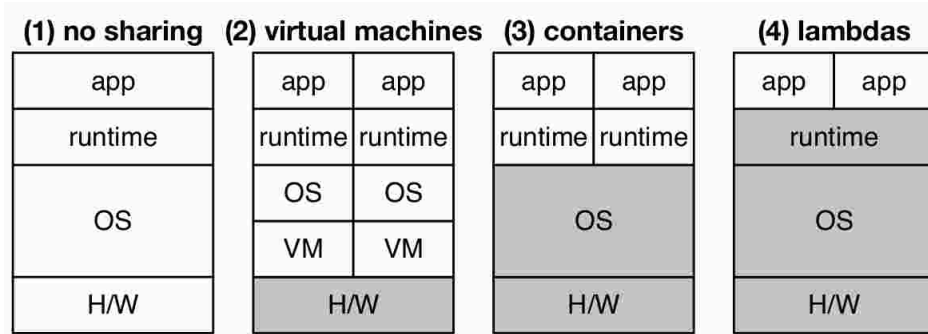 (1) no sharing (2) virtual machines (3) containers (4) lambdas
app app app app app app app
runtime runtime runtime runtime runtime runtime
OS OS OS OS OS
VM VM
H/W H/W H/W H/W